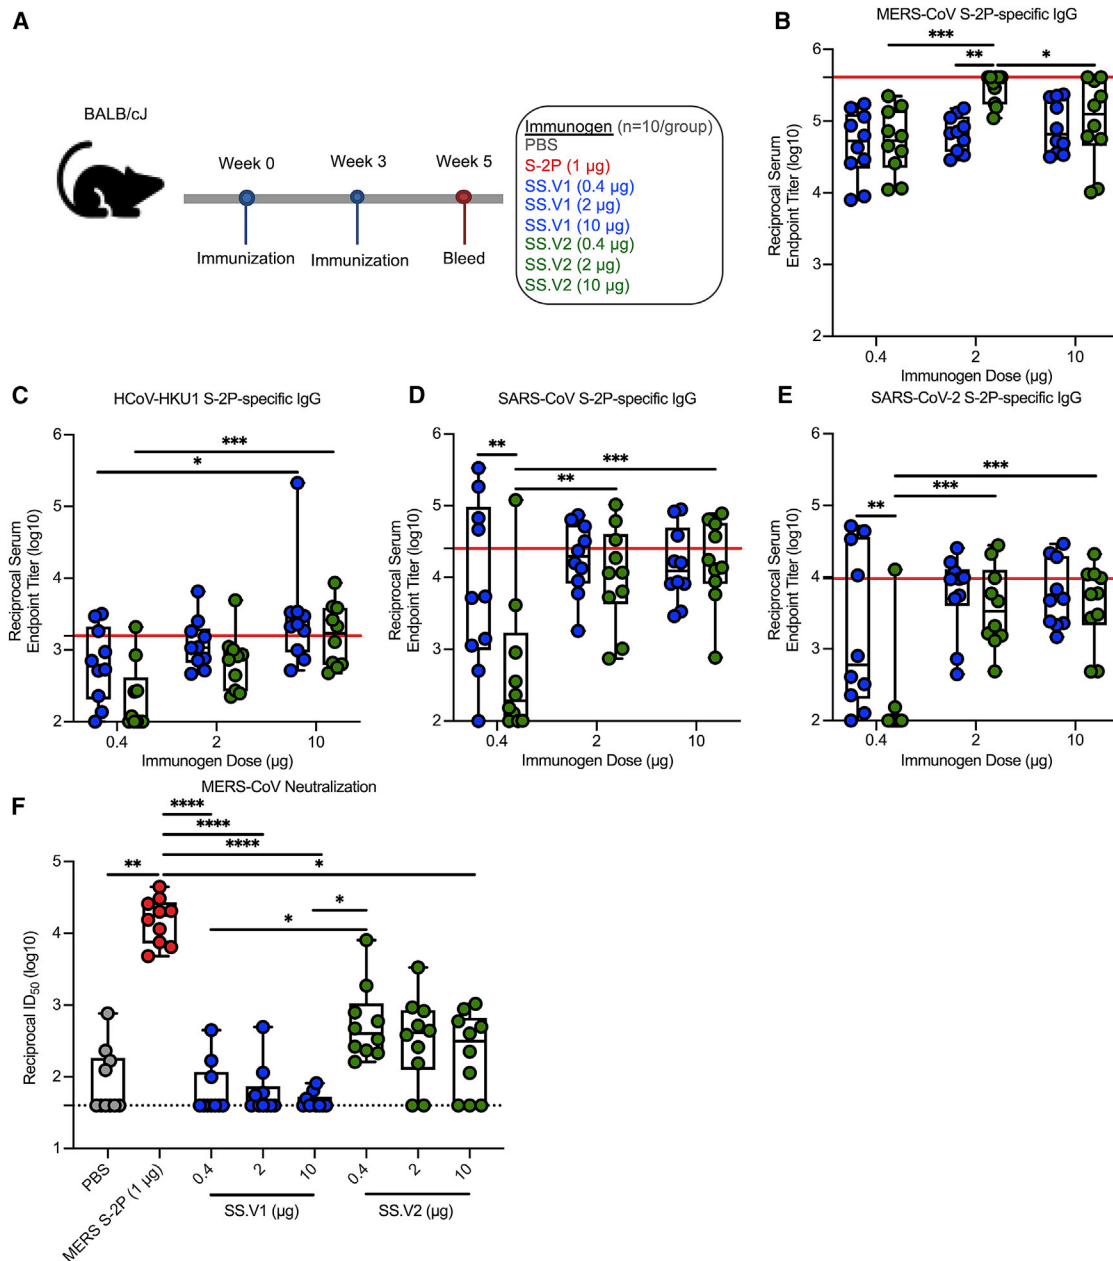 A
BALB/cJ
Week 0
Week 3
Week 5
Immunization
Immunization
Bleed
Immunogen (n=10/group)
PBS
S-2P (1 µg)
SS.V1 (0.4 µg)
SS.V1 (2 µg)
SS.V1 (10 µg)
SS.V2 (0.4 µg)
SS.V2 (2 µg)
SS.V2 (10 µg)
B
MERS-CoV S-2P-specific IgG
***
**
*
Reciprocal Serum
Endpoint Titer (log10)
6
5
4
3
2
0.4
2
10
Immunogen Dose (µg)
C
HCoV-HKU1 S-2P-specific IgG
***
*
Reciprocal Serum
Endpoint Titer (log10)
6
5
4
3
2
0.4
2
10
Immunogen Dose (µg)
D
SARS-CoV S-2P-specific IgG
**
***
**
Reciprocal Serum
Endpoint Titer (log10)
6
5
4
3
2
0.4
2
10
Immunogen Dose (µg)
E
SARS-CoV-2 S-2P-specific IgG
***
***
**
Reciprocal Serum
Endpoint Titer (log10)
6
5
4
3
2
0.4
2
10
Immunogen Dose (µg)
F
MERS-CoV Neutralization
****
****
****
**
*
*
*
Reciprocal ID50 (log10)
5
4
3
2
1
PBS
MERS S-2P (1 µg)
0.4
2
10
0.4
2
10
SS.V1 (µg)
SS.V2 (µg)